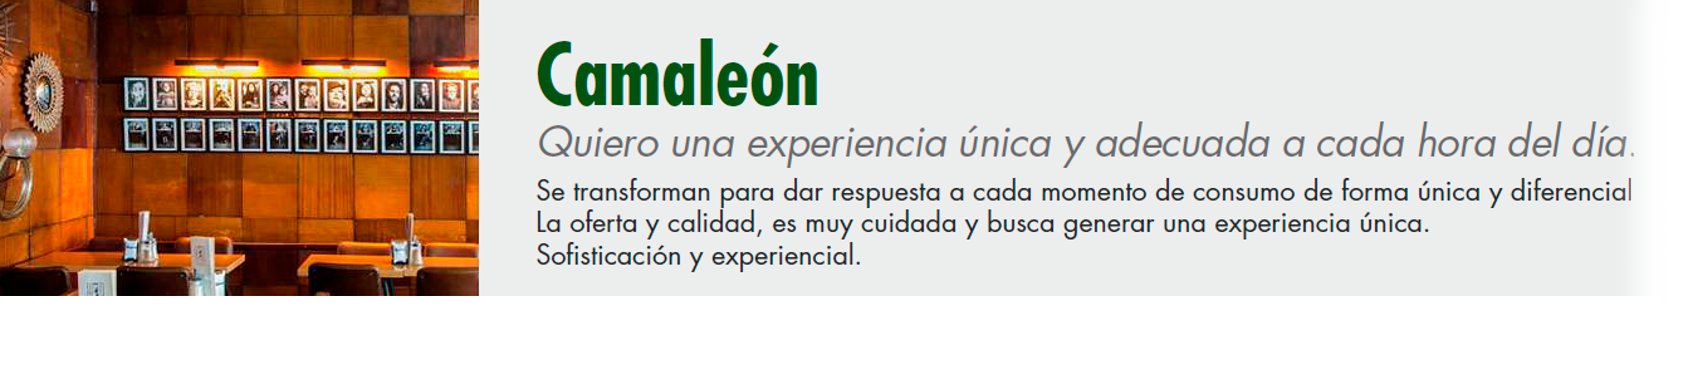 Camaleón
Quiero una experiencia única y adecuada a cada hora del día.
Se transforman para dar respuesta a cada momento de consumo de forma única y diferencial
La oferta y calidad, es muy cuidada y busca generar una experiencia única.
Sofisticación y experiencial.